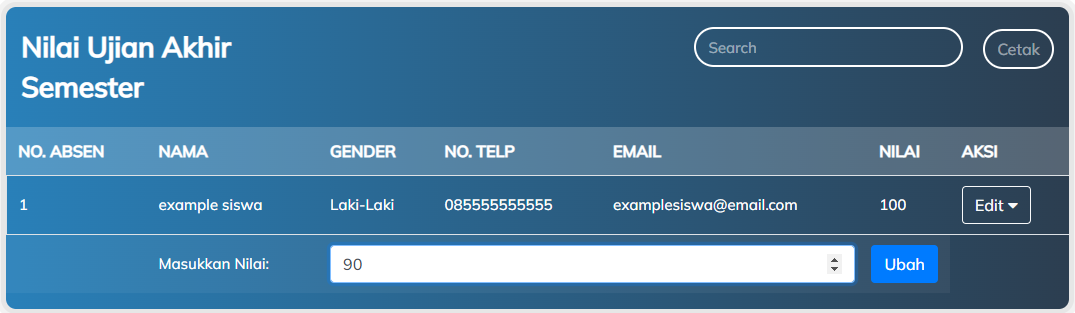 Nilai Ujian Akhir
Semester
Search
Cetak
NO. ABSEN NAMA GENDER NO. TELP EMAIL NILAI AKSI
1 example siswa Laki-Laki 085555555555 examplesiswa@email.com 100 Edit
Masukkan Nilai: 90 Ubah